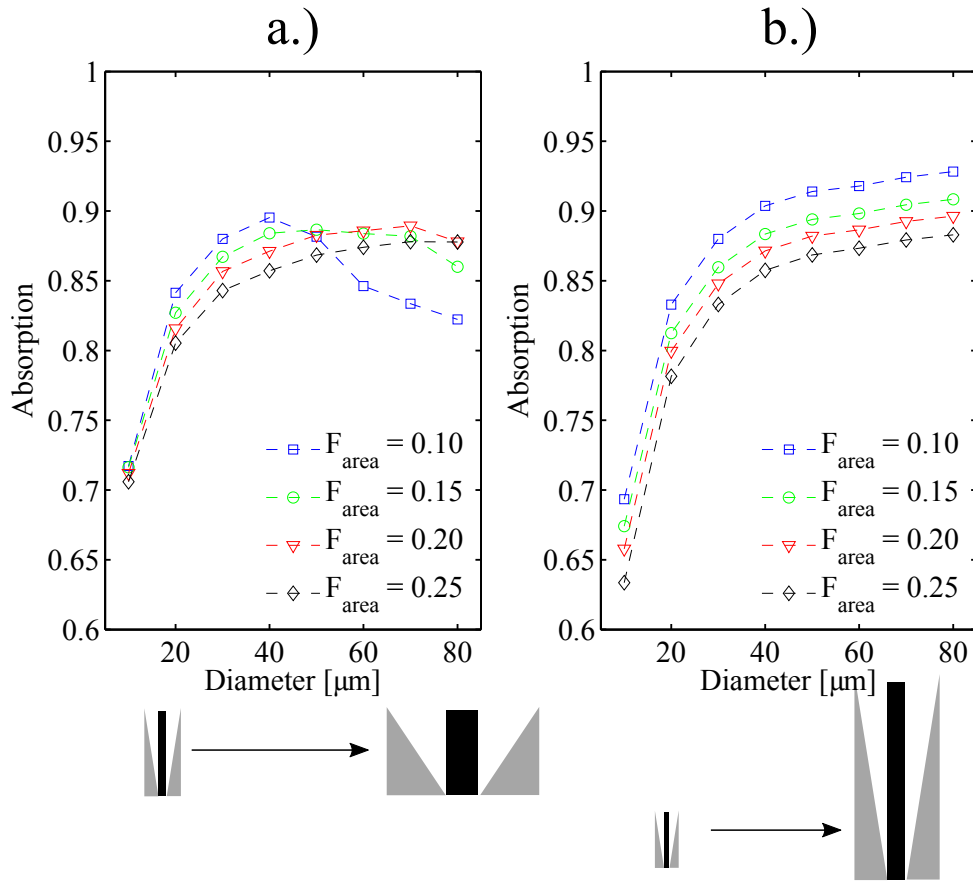 a.)
b.)
1
0.95
0.9
0.85
0.8
0.75
0.7
0.65
0.6
Absorption
20
40
60
80
Diameter [μm]
F_area = 0.10
F_area = 0.15
F_area = 0.20
F_area = 0.25
1
0.95
0.9
0.85
0.8
0.75
0.7
0.65
0.6
Absorption
20
40
60
80
Diameter [μm]
F_area = 0.10
F_area = 0.15
F_area = 0.20
F_area = 0.25